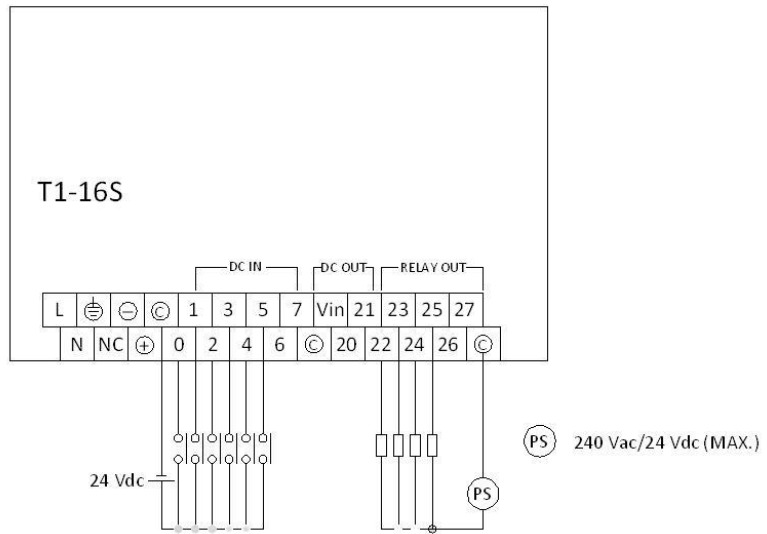 T1-16S
DC IN DC OUT RELAY OUT
L ⏚ ⊖ Ⓒ 1 3 5 7 Vin 21 23 25 27
N NC ⊕ 0 2 4 6 Ⓒ 20 22 24 26 Ⓒ
PS 240 Vac/24 Vdc (MAX.)
24 Vdc
PS